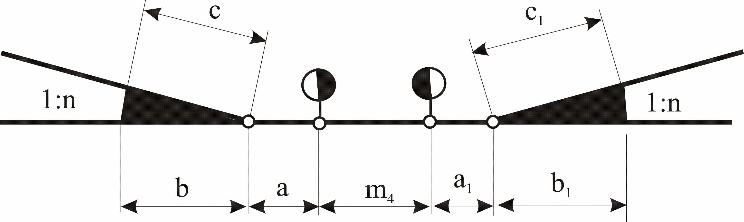 c c₁
1:n 1:n
b a m₄ a₁ b₁